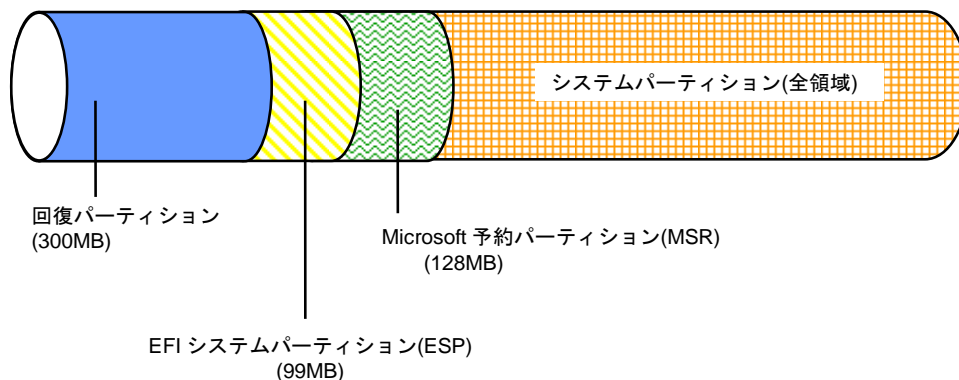 システムパーティション(全領域)
回復パーティション
(300MB)
Microsoft 予約パーティション(MSR)
(128MB)
EFI システムパーティション(ESP)
(99MB)